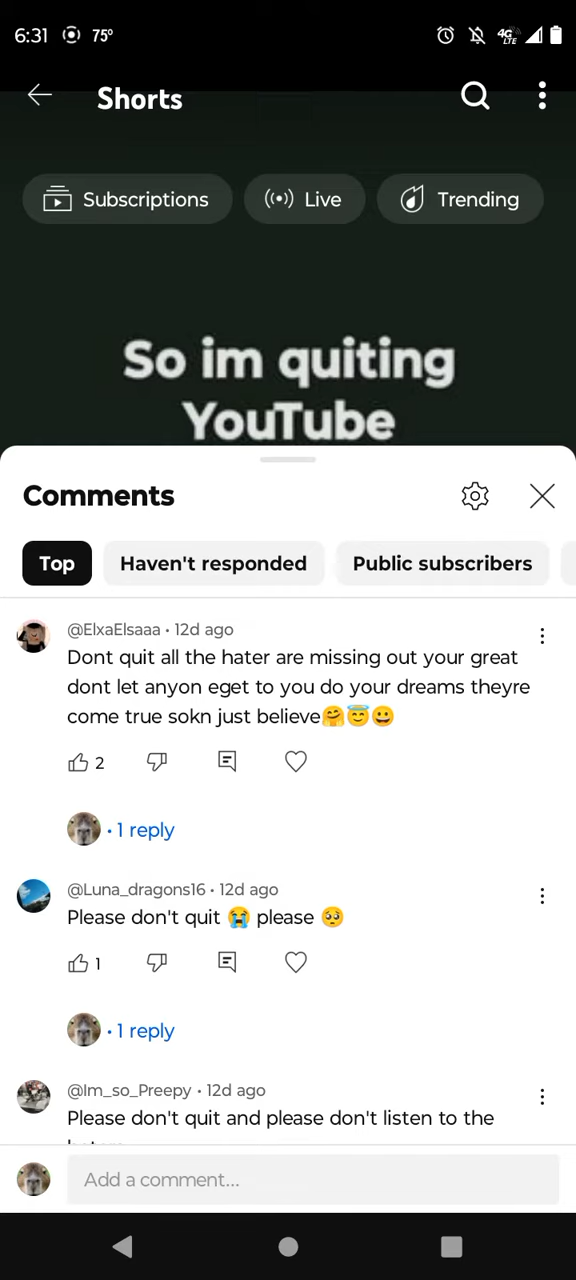 6:31 75° 4G LTE
Shorts
Subscriptions Live Trending
So im quiting
YouTube
Comments
Top Haven't responded Public subscribers
@ElxaElsaaa • 12d ago
Dont quit all the hater are missing out your great
dont let anyon eget to you do your dreams theyre
come true sokn just believe🤗😇😀
2
• 1 reply
@Luna_dragons16 • 12d ago
Please don't quit 😭 please 🥺
1
• 1 reply
@Im_so_Preepy • 12d ago
Please don't quit and please don't listen to the
Add a comment...